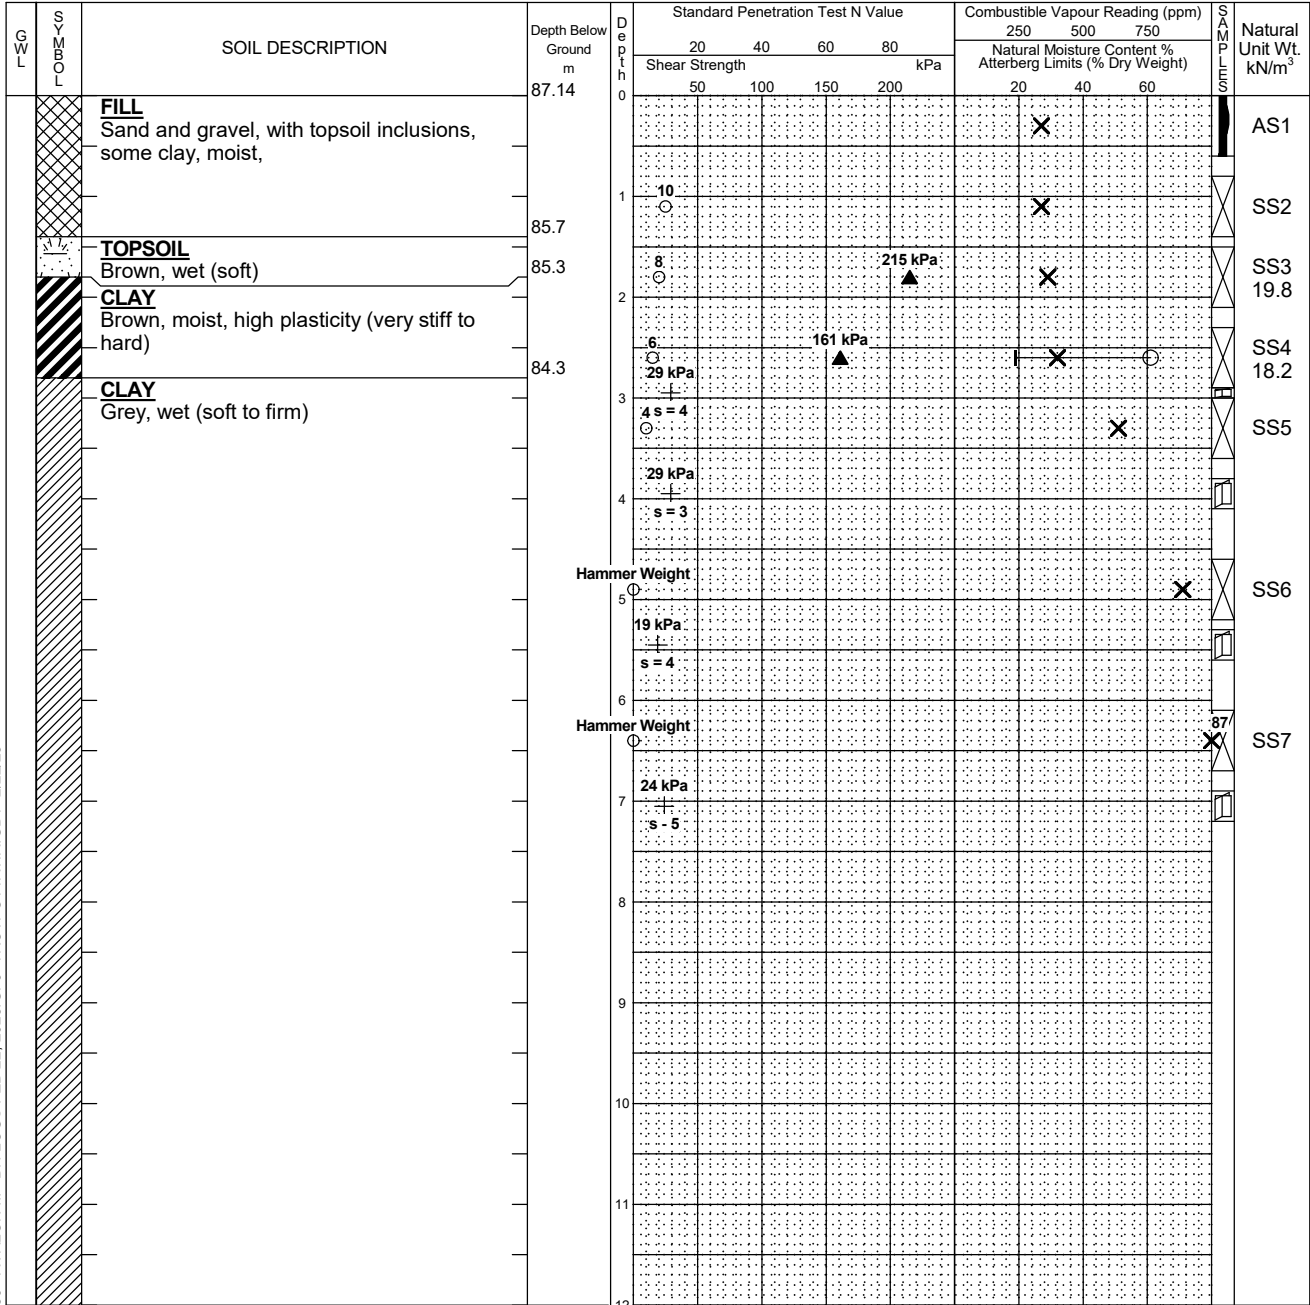 GWL
SYMBOL
SOIL DESCRIPTION
Depth Below
Ground
m
87.14
Depth
Standard Penetration Test N Value
20 40 60 80
Shear Strength kPa
50 100 150 200
Combustible Vapour Reading (ppm)
250 500 750
Natural Moisture Content %
Atterberg Limits (% Dry Weight)
20 40 60
SAMPLES
Natural
Unit Wt.
kN/m³
0
FILL
Sand and gravel, with topsoil inclusions,
some clay, moist,
AS1
10
1
SS2
85.7
TOPSOIL
Brown, wet (soft)
85.3
8
215 kPa
SS3
19.8
CLAY
Brown, moist, high plasticity (very stiff to
hard)
2
6
161 kPa
SS4
18.2
84.3
29 kPa
CLAY
Grey, wet (soft to firm)
3
4 s = 4
SS5
29 kPa
4
s = 3
Hammer Weight
5
SS6
19 kPa
s = 4
6
Hammer Weight
87
SS7
24 kPa
7
s - 5
8
9
10
11